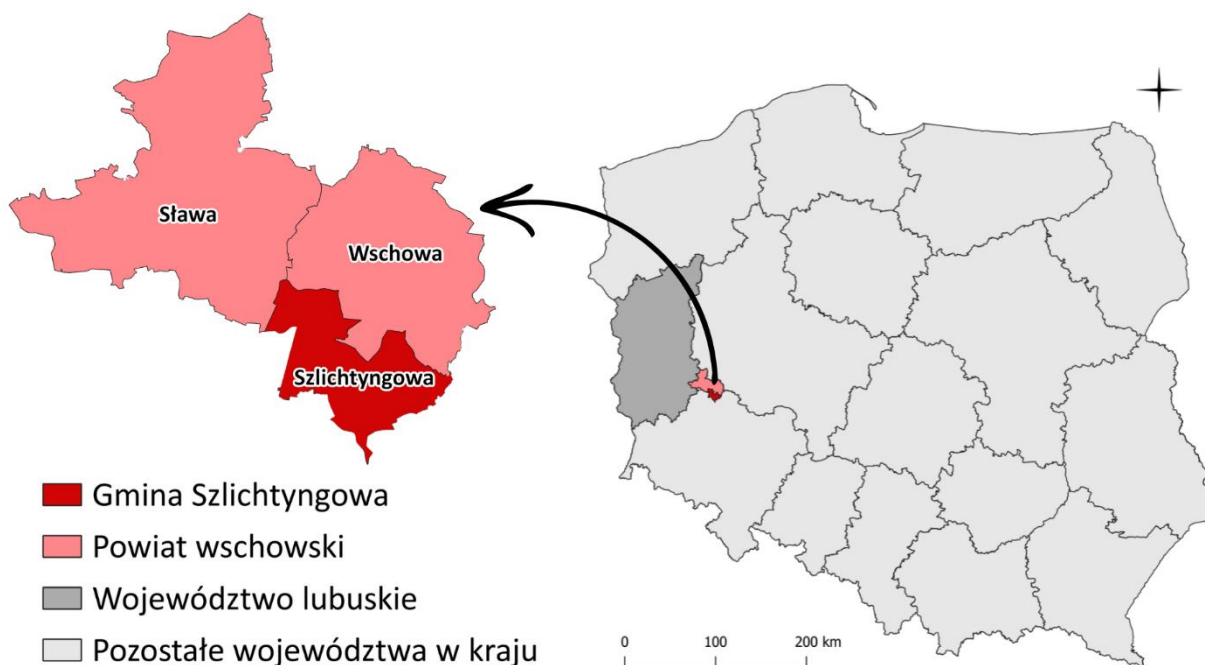 Sława
Wschowa
Szlichtyngowa
Gmina Szlichtyngowa
Powiat wschowski
Województwo lubuskie
Pozostałe województwa w kraju
0 100 200 km